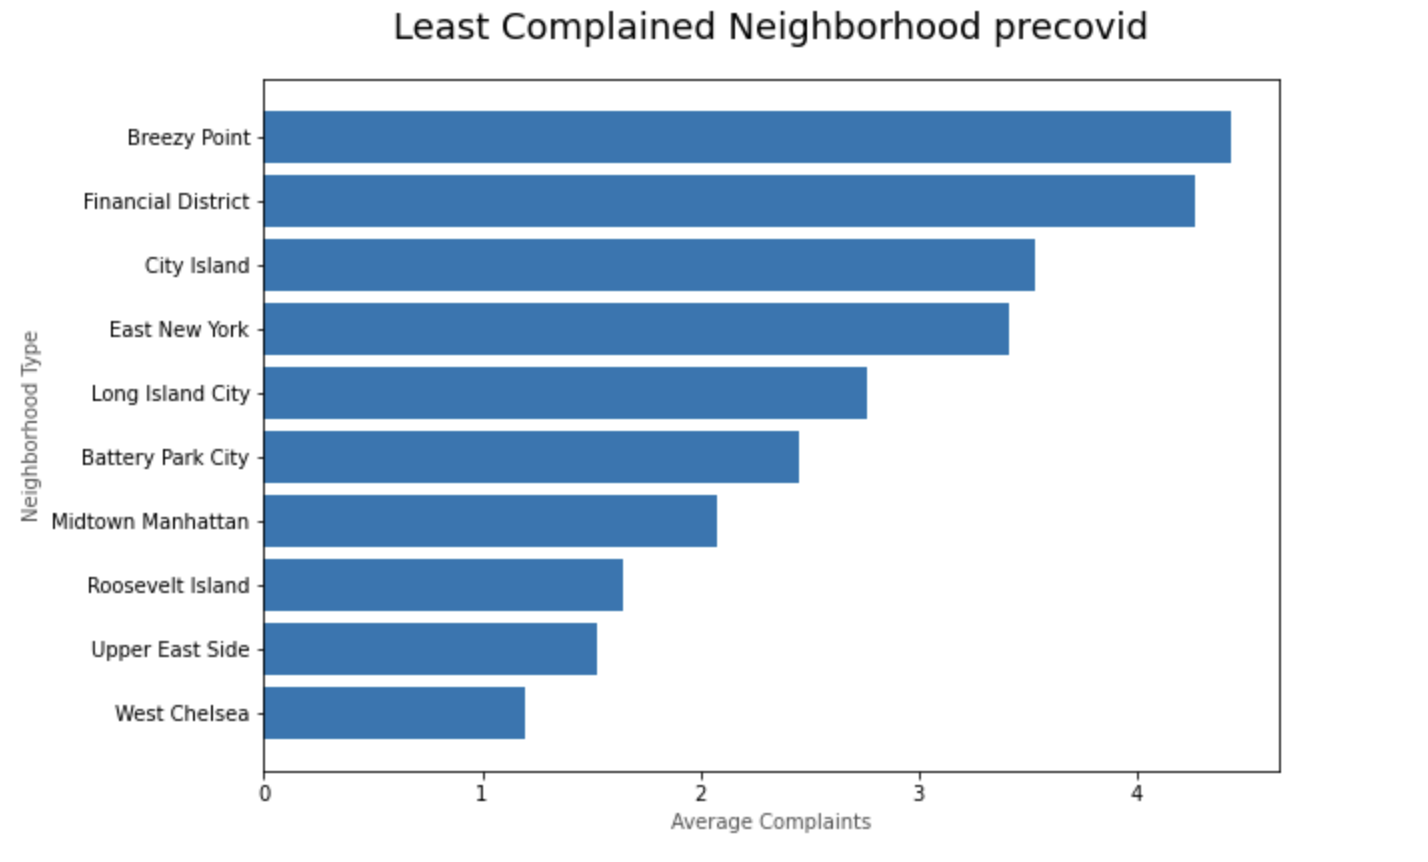 Least Complained Neighborhood precovid
Neighborhood Type
Breezy Point
Financial District
City Island
East New York
Long Island City
Battery Park City
Midtown Manhattan
Roosevelt Island
Upper East Side
West Chelsea
0 1 2 3 4
Average Complaints